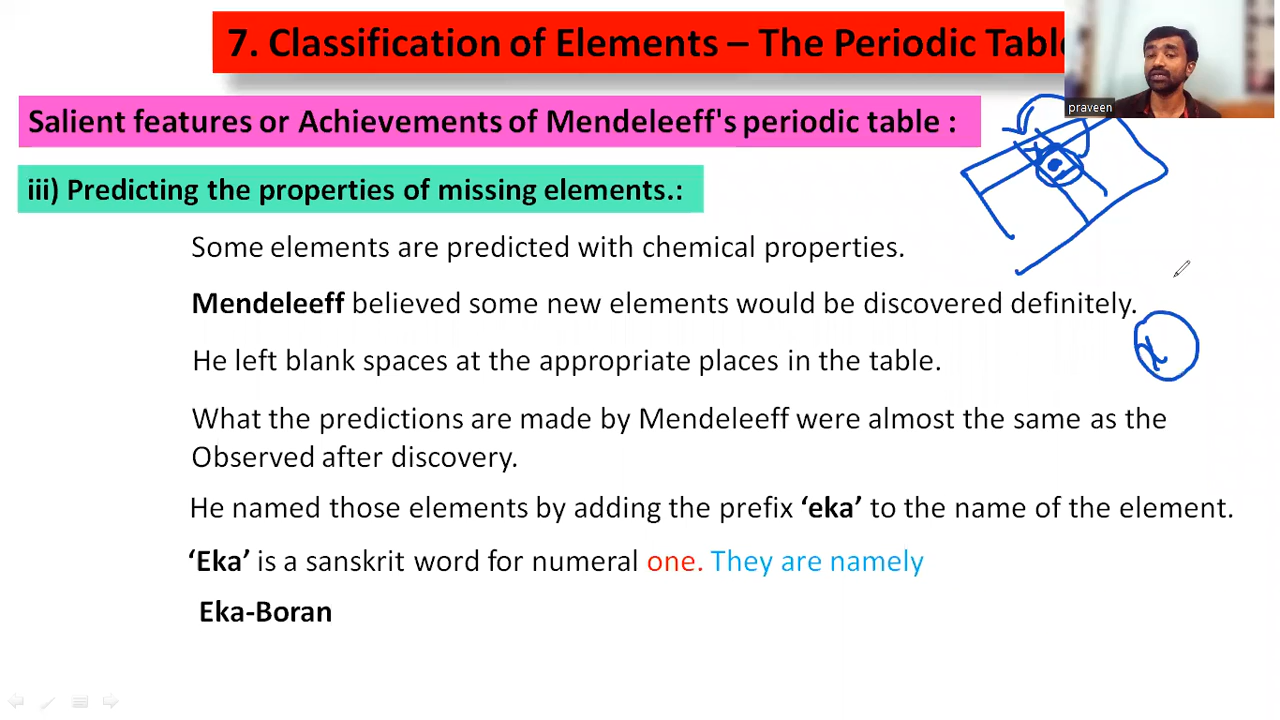 7. Classification of Elements – The Periodic Table
praveen
Salient features or Achievements of Mendeleeff's periodic table :
iii) Predicting the properties of missing elements.:
Some elements are predicted with chemical properties.
Mendeleeff believed some new elements would be discovered definitely.
x
He left blank spaces at the appropriate places in the table.
What the predictions are made by Mendeleeff were almost the same as the
Observed after discovery.
He named those elements by adding the prefix ‘eka’ to the name of the element.
‘Eka’ is a sanskrit word for numeral one. They are namely
Eka-Boran